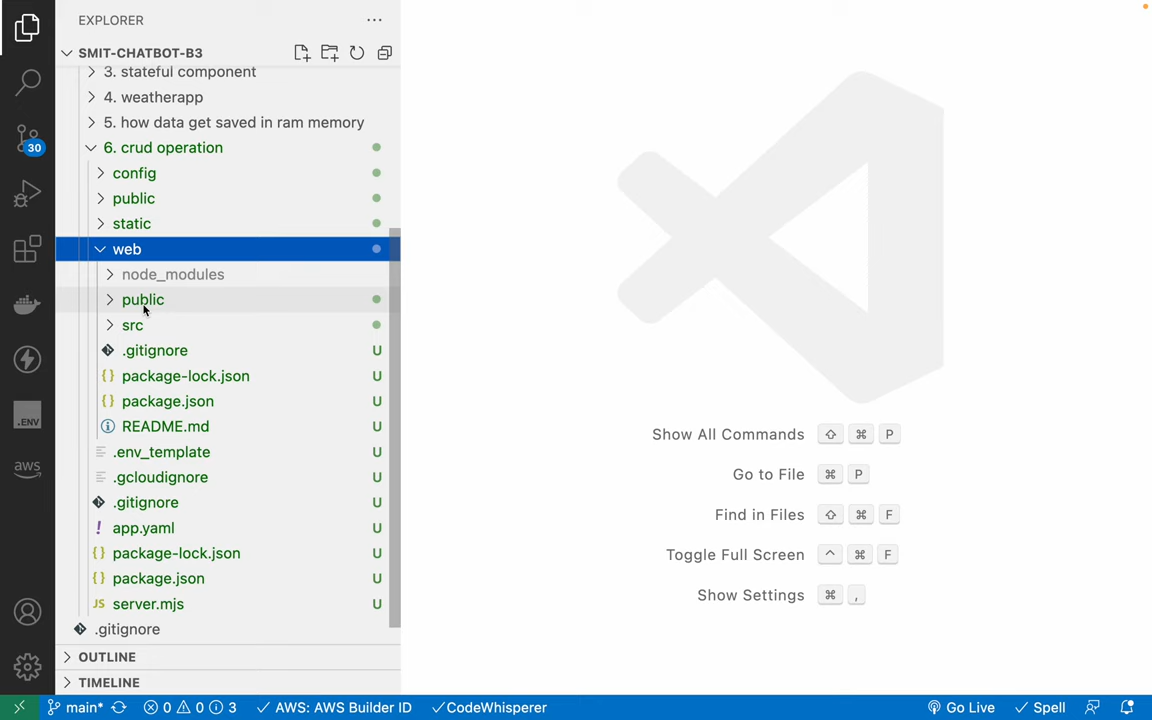 EXPLORER
SMIT-CHATBOT-B3
3. stateful component
4. weatherapp
5. how data get saved in ram memory
6. crud operation
config
public
static
web
node_modules
public
src
.gitignore U
package-lock.json U
package.json U
README.md U
.env_template U
.gcloudignore U
.gitignore U
app.yaml U
package-lock.json U
package.json U
server.mjs U
.gitignore
OUTLINE
TIMELINE
30
.ENV
aws
Show All Commands ⇧ ⌘ P
Go to File ⌘ P
Find in Files ⇧ ⌘ F
Toggle Full Screen ^ ⌘ F
Show Settings ⌘ ,
main* 0 0 3 AWS: AWS Builder ID CodeWhisperer Go Live Spell